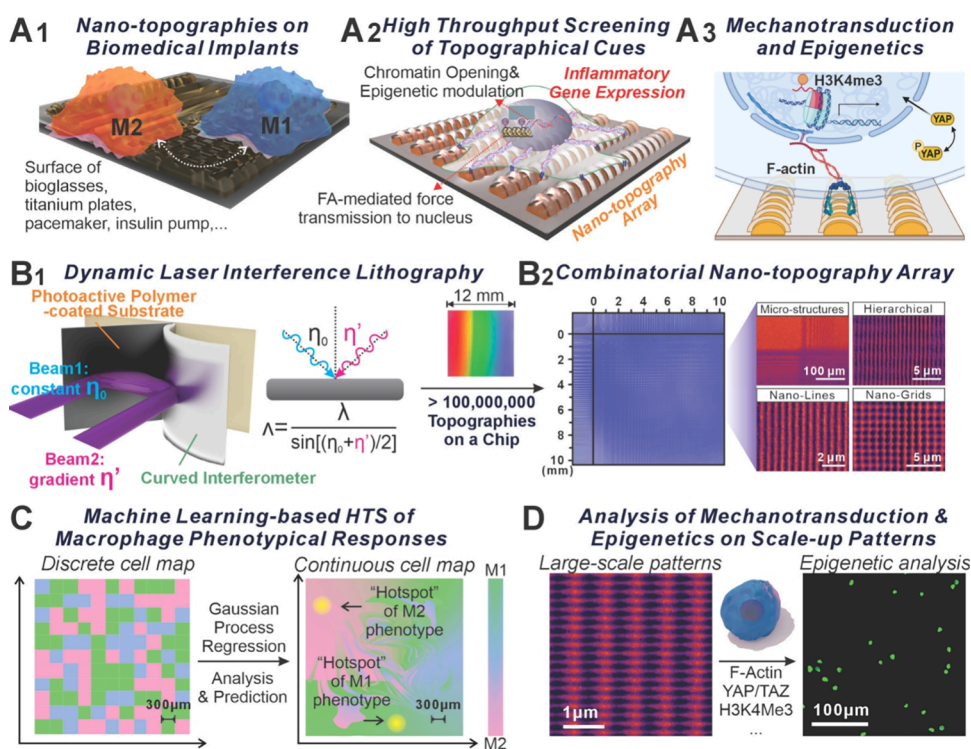 A1 Nano-topographies on
Biomedical Implants
M2
M1
Surface of
bioglasses,
titanium plates,
pacemaker, insulin pump,...
A2 High Throughput Screening
of Topographical Cues
Chromatin Opening&
Epigenetic modulation
Inflammatory
Gene Expression
FA-mediated force
transmission to nucleus
Nano-topography
Array
A3 Mechanotransduction
and Epigenetics
H3K4me3
YAP
P
YAP
F-actin
B1 Dynamic Laser Interference Lithography
Photoactive Polymer
-coated Substrate
Beam1:
constant η0
Beam2:
gradient η'
Curved Interferometer
η0 η'
Λ= λ / sin[(η0+η')/2]
12 mm
> 100,000,000
Topographies
on a Chip
B2 Combinatorial Nano-topography Array
0 2 4 6 8 10
0
2
4
6
8
10
(mm)
Micro-structures
100 μm
Hierarchical
5 μm
Nano-Lines
2 μm
Nano-Grids
5 μm
C Machine Learning-based HTS of
Macrophage Phenotypical Responses
Discrete cell map
300μm
Gaussian
Process
Regression
Analysis
& Prediction
Continuous cell map
"Hotspot"
of M2
phenotype
"Hotspot"
of M1
phenotype
300μm
M1
M2
D Analysis of Mechanotransduction &
Epigenetics on Scale-up Patterns
Large-scale patterns
1μm
F-Actin
YAP/TAZ
H3K4Me3
...
Epigenetic analysis
100μm